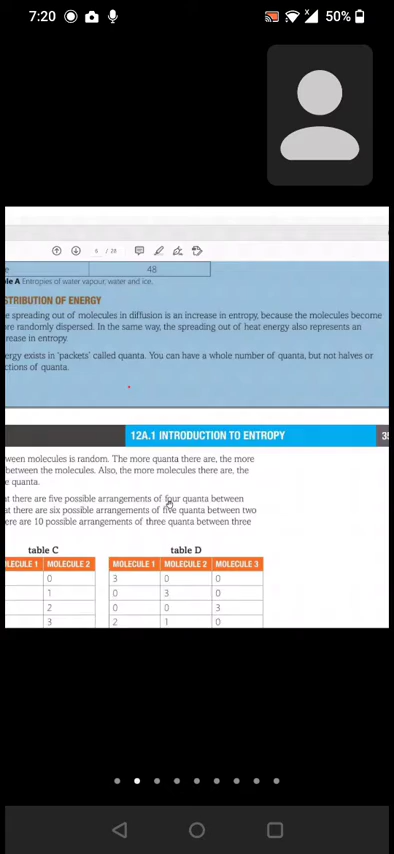 7:20
50%
6 / 28
e 48
le A Entropies of water vapour, water and ice.
STRIBUTION OF ENERGY
e spreading out of molecules in diffusion is an increase in entropy, because the molecules become
re randomly dispersed. In the same way, the spreading out of heat energy also represents an
rease in entropy.
ergy exists in 'packets' called quanta. You can have a whole number of quanta, but not halves or
ctions of quanta.
12A.1 INTRODUCTION TO ENTROPY 35
ween molecules is random. The more quanta there are, the more
between the molecules. Also, the more molecules there are, the
e quanta.
at there are five possible arrangements of four quanta between
at there are six possible arrangements of five quanta between two
ere are 10 possible arrangements of three quanta between three
table C table D
LECULE 1 MOLECULE 2 MOLECULE 1 MOLECULE 2 MOLECULE 3
0 3 0 0
1 0 3 0
2 0 0 3
3 2 1 0